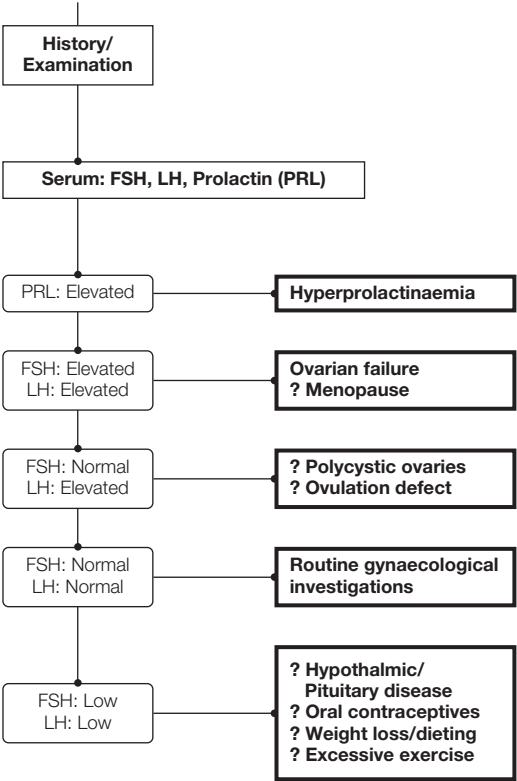 History/
Examination
Serum: FSH, LH, Prolactin (PRL)
PRL: Elevated
Hyperprolactinaemia
FSH: Elevated
LH: Elevated
Ovarian failure
? Menopause
FSH: Normal
LH: Elevated
? Polycystic ovaries
? Ovulation defect
FSH: Normal
LH: Normal
Routine gynaecological
investigations
FSH: Low
LH: Low
? Hypothalmic/
Pituitary disease
? Oral contraceptives
? Weight loss/dieting
? Excessive exercise